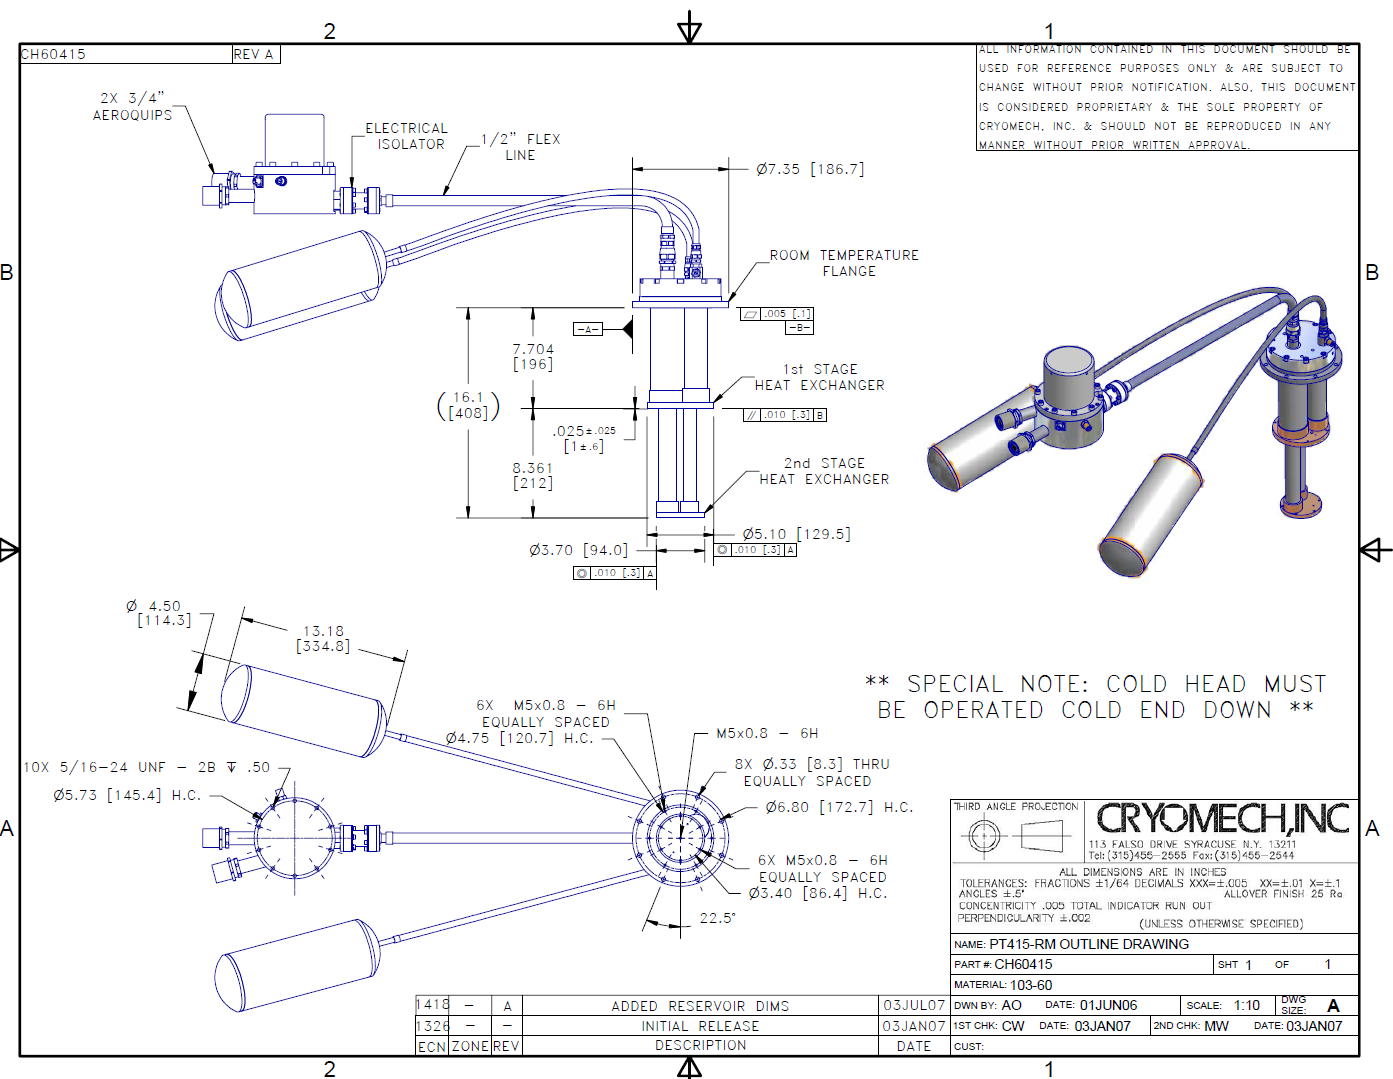 2
1
CH60415
REV A
ALL INFORMATION CONTAINED IN THIS DOCUMENT SHOULD BE
USED FOR REFERENCE PURPOSES ONLY & ARE SUBJECT TO
CHANGE WITHOUT PRIOR NOTIFICATION. ALSO, THIS DOCUMENT
IS CONSIDERED PROPRIETARY & THE SOLE PROPERTY OF
CRYOMECH, INC. & SHOULD NOT BE REPRODUCED IN ANY
MANNER WITHOUT PRIOR WRITTEN APPROVAL.
2X 3/4"
AEROQUIPS
ELECTRICAL
ISOLATOR
1/2" FLEX
LINE
Ø7.35 [186.7]
ROOM TEMPERATURE
FLANGE
B
B
.005 [.1]
-B-
-A-
7.704
[196]
1st STAGE
HEAT EXCHANGER
(16.1
[408])
// .010 [.3] B
.025±.025
[1±.6]
8.361
[212]
2nd STAGE
HEAT EXCHANGER
Ø5.10 [129.5]
◎ .010 [.3] A
Ø3.70 [94.0]
◎ .010 [.3] A
Ø 4.50
[114.3]
13.18
[334.8]
** SPECIAL NOTE: COLD HEAD MUST
BE OPERATED COLD END DOWN **
6X M5x0.8 - 6H
EQUALLY SPACED
Ø4.75 [120.7] H.C.
M5x0.8 - 6H
10X 5/16-24 UNF - 2B ↧ .50
Ø5.73 [145.4] H.C.
8X Ø.33 [8.3] THRU
EQUALLY SPACED
Ø6.80 [172.7] H.C.
A
A
6X M5x0.8 - 6H
EQUALLY SPACED
Ø3.40 [86.4] H.C.
22.5°
THIRD ANGLE PROJECTION
CRYOMECH,INC
113 FALSO DRIVE SYRACUSE N.Y. 13211
Tel:(315)455-2555 Fax:(315)455-2544
ALL DIMENSIONS ARE IN INCHES
TOLERANCES: FRACTIONS ±1/64 DECIMALS XXX=±.005 XX=±.01 X=±.1
ANGLES ±.5° ALLOVER FINISH 25 Ra
CONCENTRICITY .005 TOTAL INDICATOR RUN OUT
PERPENDICULARITY ±.002
(UNLESS OTHERWISE SPECIFIED)
NAME: PT415-RM OUTLINE DRAWING
PART #: CH60415 SHT 1 OF 1
MATERIAL: 103-60
DWN BY: AO DATE: 01JUN06 SCALE: 1:10 DWG SIZE: A
1ST CHK: CW DATE: 03JAN07 2ND CHK: MW DATE: 03JAN07
CUST:
1418 - A ADDED RESERVOIR DIMS 03JUL07
1326 - - INITIAL RELEASE 03JAN07
ECN ZONE REV DESCRIPTION DATE
2
1